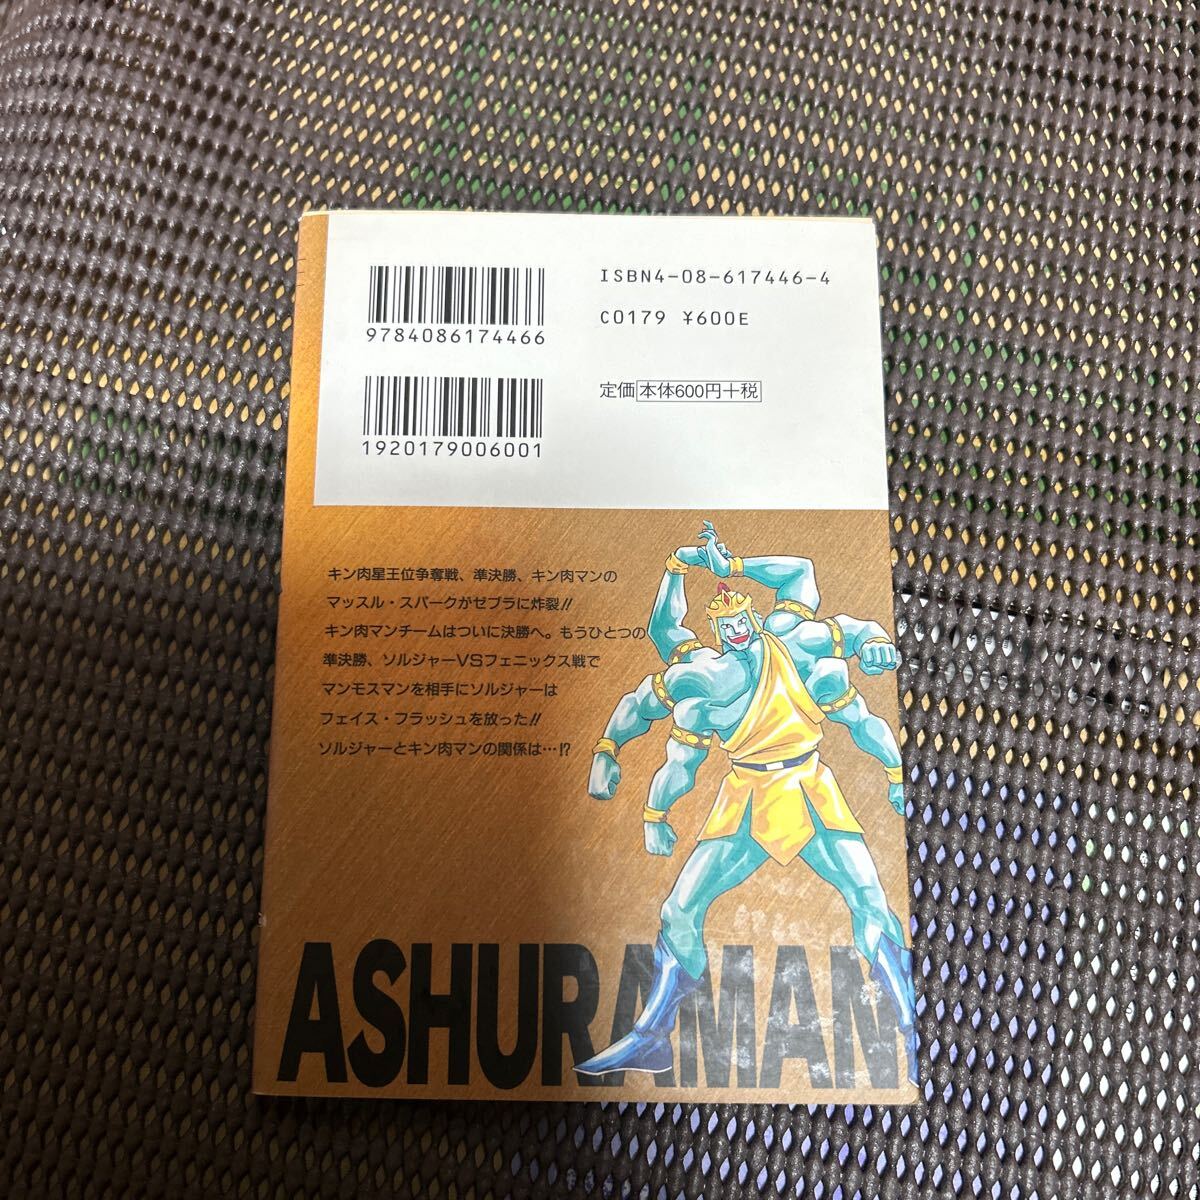 ISBN4-08-617446-4
C0179 ¥600E
9784086174466
定価 本体600円+税
1920179006001
キン肉星王位争奪戦、準決勝、キン肉マンの
マッスル・スパークがゼブラに炸裂!!
キン肉マンチームはついに決勝へ。もうひとつの
準決勝、ソルジャーVSフェニックス戦で
マンモスマンを相手にソルジャーは
フェイス・フラッシュを放った!!
ソルジャーとキン肉マンの関係は…!?
ASHURAMAN